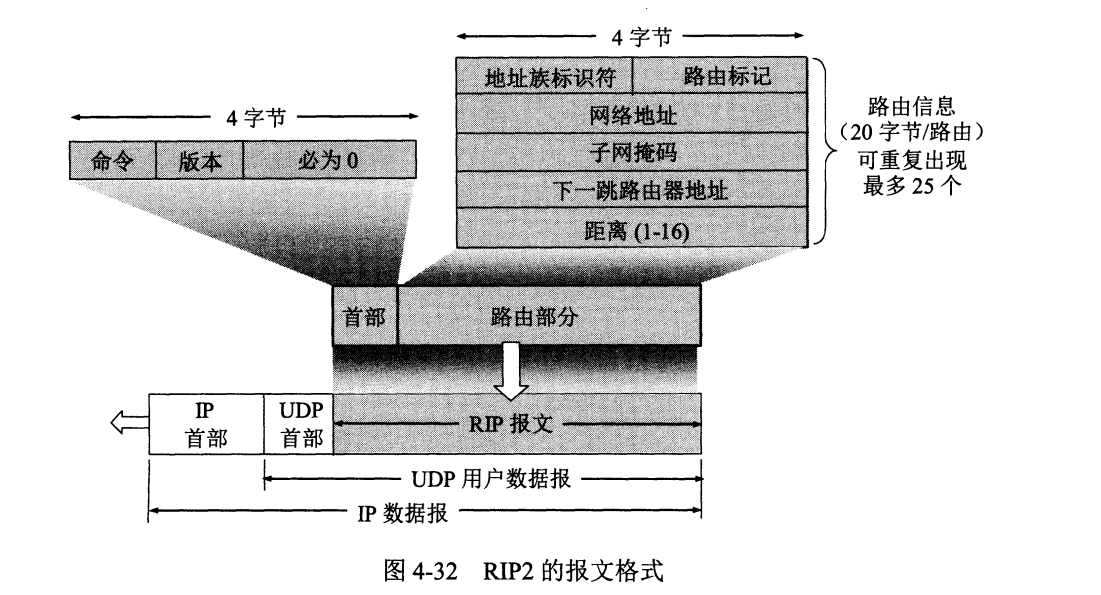 4 字节
地址族标识符 路由标记
网络地址
子网掩码
下一跳路由器地址
距离 (1-16)
路由信息
（20 字节/路由）
可重复出现
最多 25 个
4 字节
命令 版本 必为 0
首部 路由部分
IP
首部
UDP
首部
RIP 报文
UDP 用户数据报
IP 数据报
图 4-32 RIP2 的报文格式